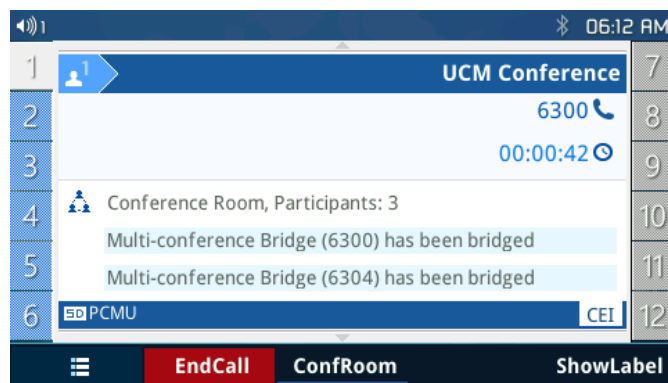 1 06:12 AM
1 1 UCM Conference 7
2 6300 8
3 00:00:42 9
4 Conference Room, Participants: 3 10
Multi-conference Bridge (6300) has been bridged
5 Multi-conference Bridge (6304) has been bridged 11
6 SD PCMU CEI 12
EndCall ConfRoom ShowLabel